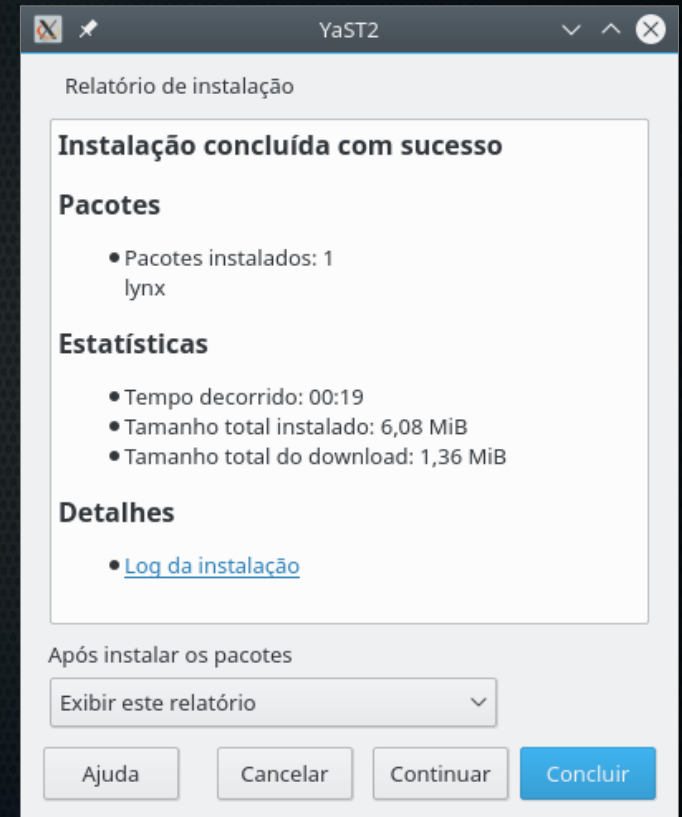 YaST2
Relatório de instalação
Instalação concluída com sucesso
Pacotes
Pacotes instalados: 1
lynx
Estatísticas
Tempo decorrido: 00:19
Tamanho total instalado: 6,08 MiB
Tamanho total do download: 1,36 MiB
Detalhes
Log da instalação
Após instalar os pacotes
Exibir este relatório
Ajuda
Cancelar
Continuar
Concluir